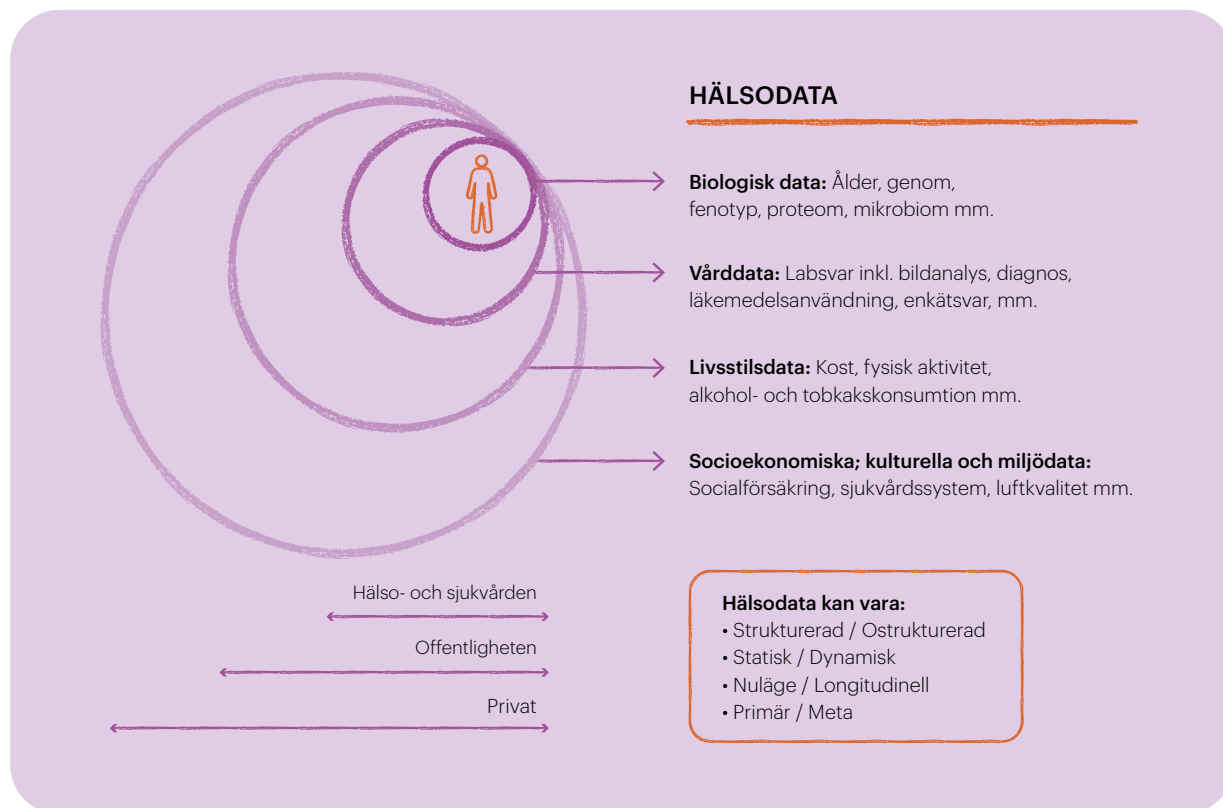 HÄLSODATA
Biologisk data: Ålder, genom,
fenotyp, proteom, mikrobiom mm.
Vårddata: Labsvar inkl. bildanalys, diagnos,
läkemedelsanvändning, enkätsvar, mm.
Livsstilsdata: Kost, fysisk aktivitet,
alkohol- och tobkakskonsumtion mm.
Socioekonomiska; kulturella och miljödata:
Socialförsäkring, sjukvårdssystem, luftkvalitet mm.
Hälso- och sjukvården
Offentligheten
Privat
Hälsodata kan vara:
• Strukturerad / Ostrukturerad
• Statisk / Dynamisk
• Nuläge / Longitudinell
• Primär / Meta